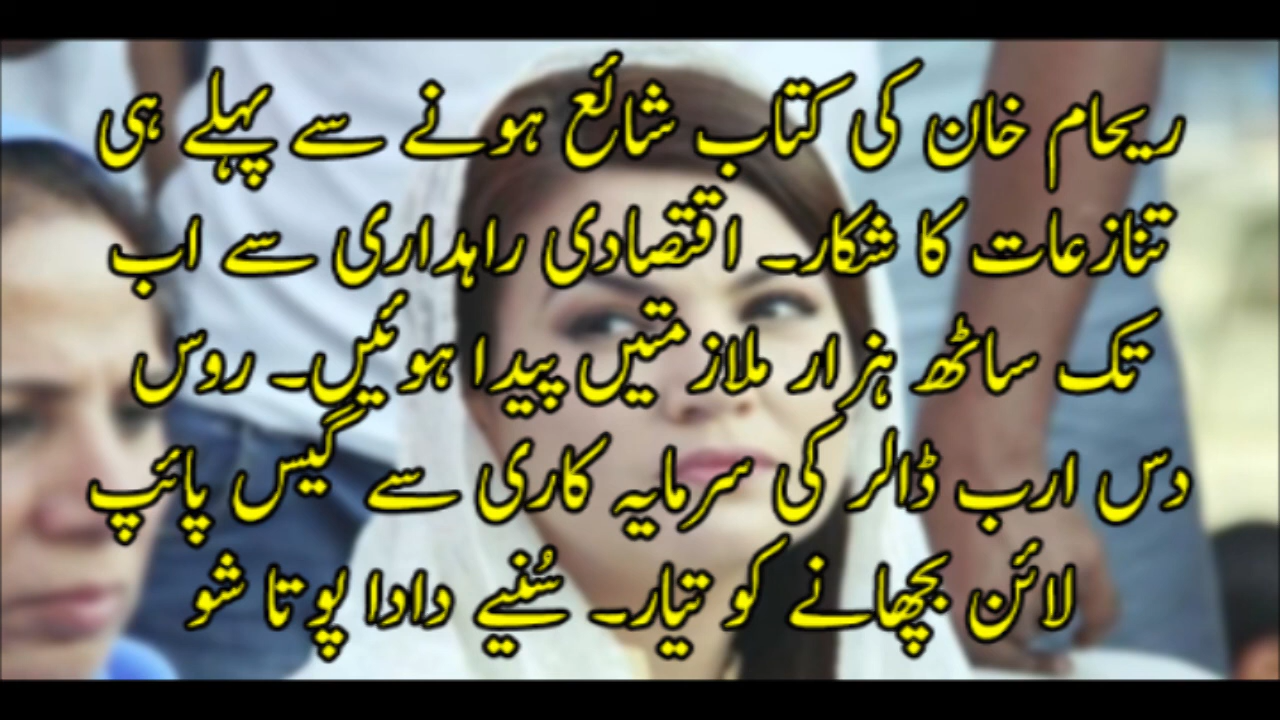 ریحام خان کی کتاب شائع ہونے سے پہلے ہی
تنازعات کا شکار۔ اقتصادی راہداری سے اب
تک ساٹھ ہزار ملازمتیں پیدا ہوئیں۔ روس
دس ارب ڈالر کی سرمایہ کاری سے گیس پائپ
لائن بچھانے کو تیار۔ سُنیے دادا پوتا شو